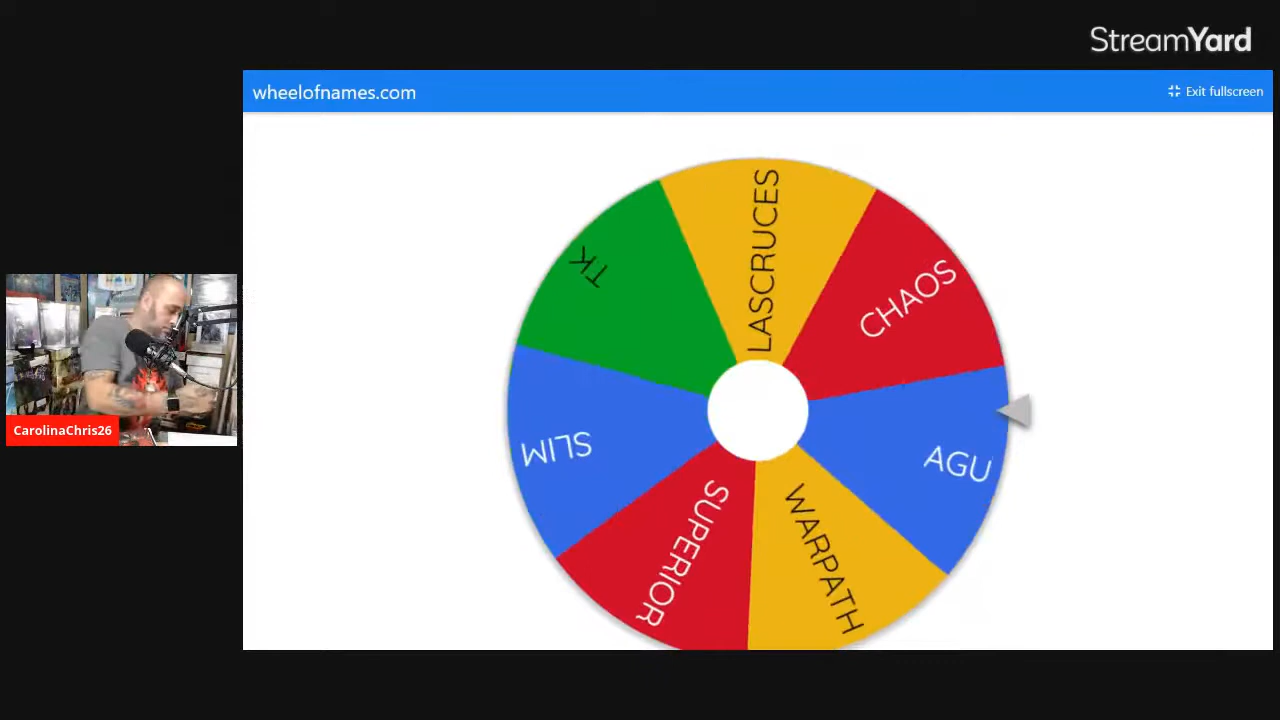 StreamYard
wheelofnames.com
Exit fullscreen
LASCRUCES
CHAOS
TK
AGU
SLIM
SUPERIOR
WARPATH
CarolinaChris26